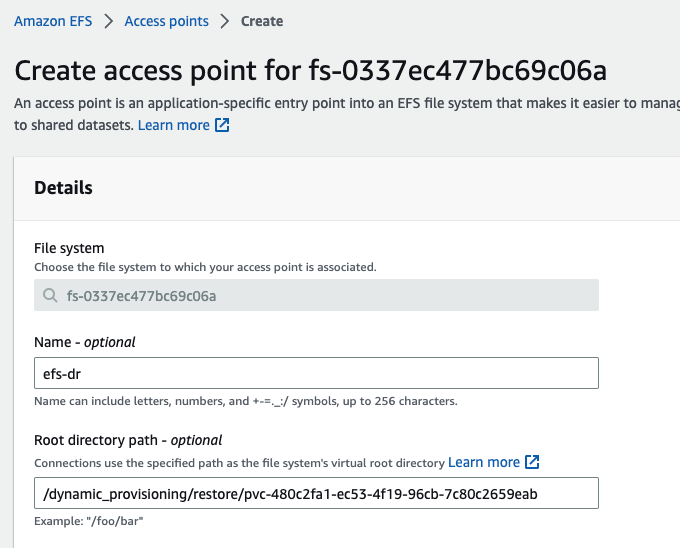 Amazon EFS > Access points > Create
Create access point for fs-0337ec477bc69c06a
An access point is an application-specific entry point into an EFS file system that makes it easier to manag
to shared datasets. Learn more
Details
File system
Choose the file system to which your access point is associated.
fs-0337ec477bc69c06a
Name - optional
efs-dr
Name can include letters, numbers, and +-=._:/ symbols, up to 256 characters.
Root directory path - optional
Connections use the specified path as the file system's virtual root directory Learn more
/dynamic_provisioning/restore/pvc-480c2fa1-ec53-4f19-96cb-7c80c2659eab
Example: "/foo/bar"